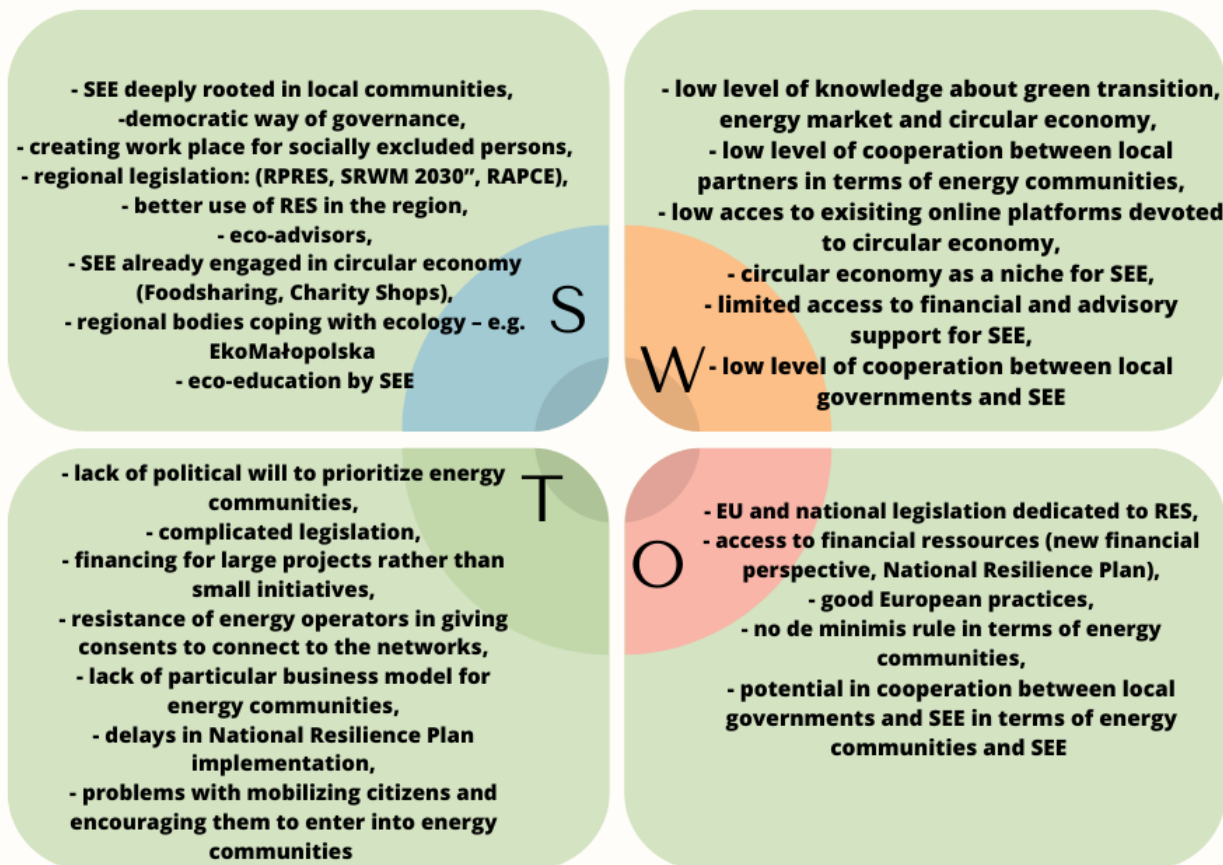 - SEE deeply rooted in local communities,
-democratic way of governance,
- creating work place for socially excluded persons,
- regional legislation: (RPRES, SRWM 2030”, RAPCE),
- better use of RES in the region,
- eco-advisors,
- SEE already engaged in circular economy
(Foodsharing, Charity Shops),
- regional bodies coping with ecology – e.g.
EkoMałopolska
- eco-education by SEE
S
- low level of knowledge about green transition,
energy market and circular economy,
- low level of cooperation between local
partners in terms of energy communities,
- low acces to exisiting online platforms devoted
to circular economy,
- circular economy as a niche for SEE,
- limited access to financial and advisory
support for SEE,
- low level of cooperation between local
governments and SEE
W
- lack of political will to prioritize energy
communities,
- complicated legislation,
- financing for large projects rather than
small initiatives,
- resistance of energy operators in giving
consents to connect to the networks,
- lack of particular business model for
energy communities,
- delays in National Resilience Plan
implementation,
- problems with mobilizing citizens and
encouraging them to enter into energy
communities
T
- EU and national legislation dedicated to RES,
- access to financial ressources (new financial
perspective, National Resilience Plan),
- good European practices,
- no de minimis rule in terms of energy
communities,
- potential in cooperation between local
governments and SEE in terms of energy
communities and SEE
O